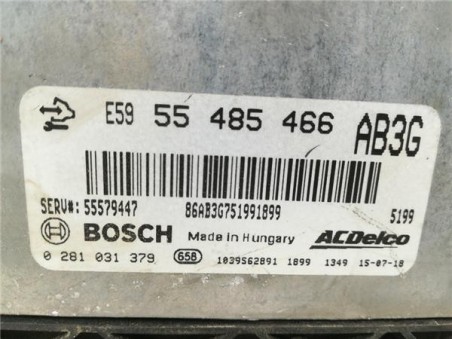 E59 55 485 466 AB3G
SERV#: 55579447 86AB3G751991899 5199
BOSCH Made in Hungary ACDelco
0 281 031 379 658 1039S62891 1899 1349 15-07-18